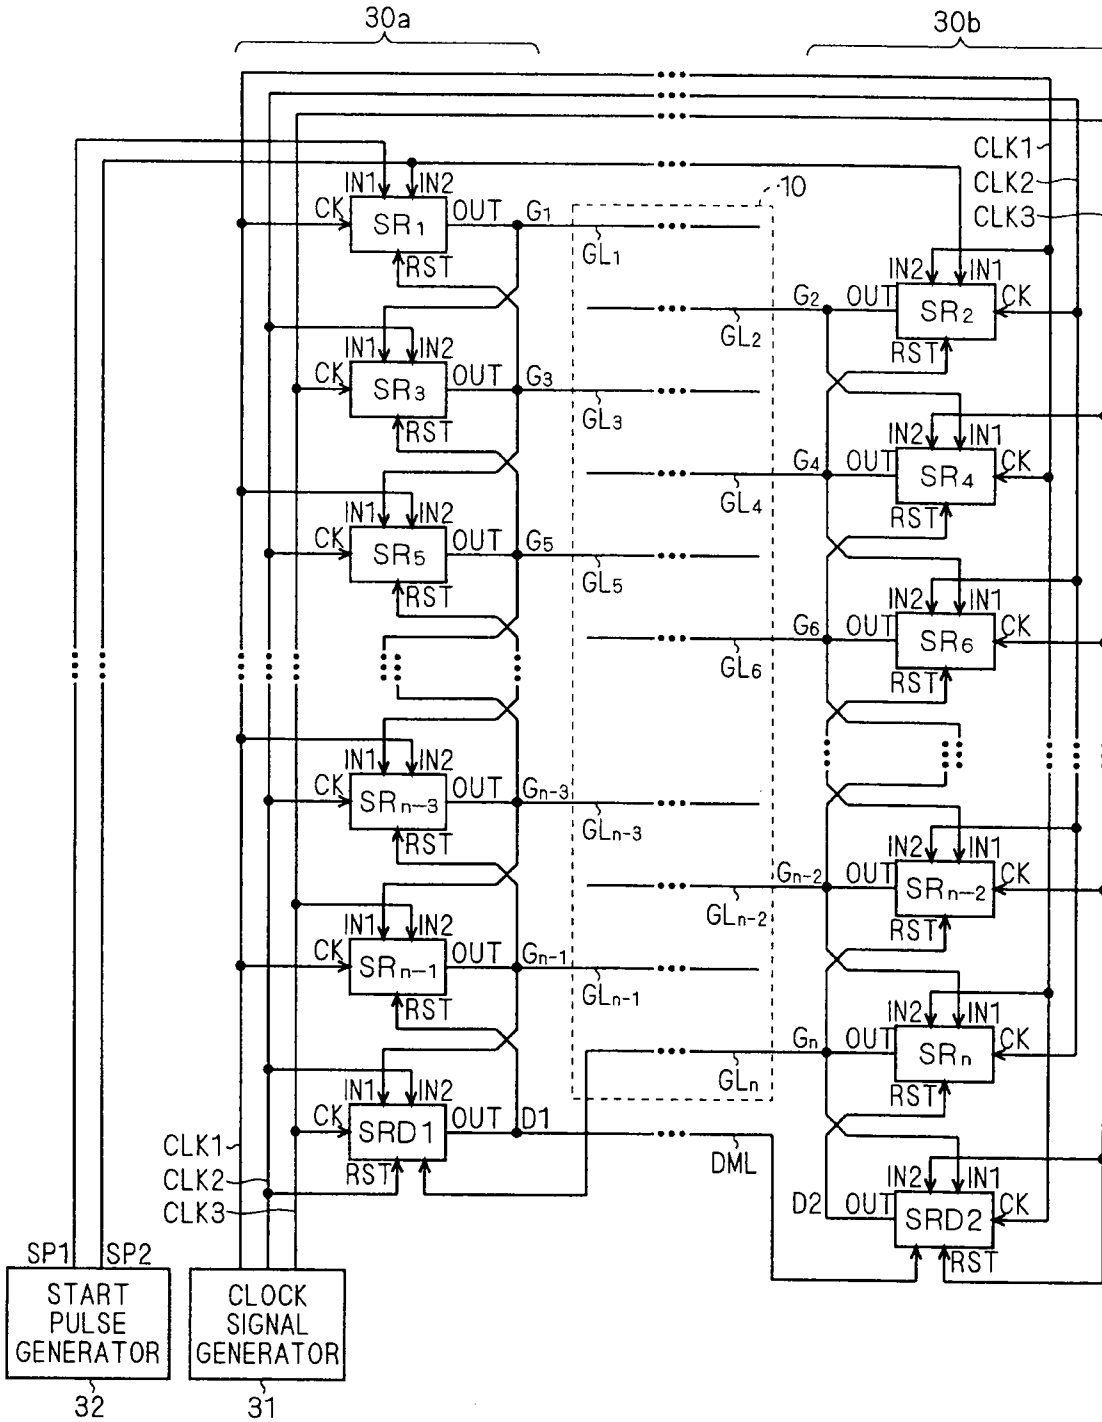 30a
30b
CLK1
CLK2
CLK3
10
IN1 IN2
CK SR1 OUT G1
RST
GL1
IN2 IN1
G2 OUT SR2 CK
GL2
RST
IN1 IN2
CK SR3 OUT G3
RST
GL3
IN2 IN1
G4 OUT SR4 CK
GL4
RST
IN1 IN2
CK SR5 OUT G5
RST
GL5
IN2 IN1
G6 OUT SR6 CK
GL6
RST
IN1 IN2
CK SRn-3 OUT Gn-3
RST
GLn-3
IN2 IN1
Gn-2 OUT SRn-2 CK
GLn-2
RST
IN1 IN2
CK SRn-1 OUT Gn-1
RST
GLn-1
IN2 IN1
Gn OUT SRn CK
GLn
RST
IN1 IN2
CK SRD1 OUT D1
RST
DML
IN2 IN1
D2 OUT SRD2 CK
RST
CLK1
CLK2
CLK3
SP1 SP2
START
PULSE
GENERATOR
32
CLOCK
SIGNAL
GENERATOR
31